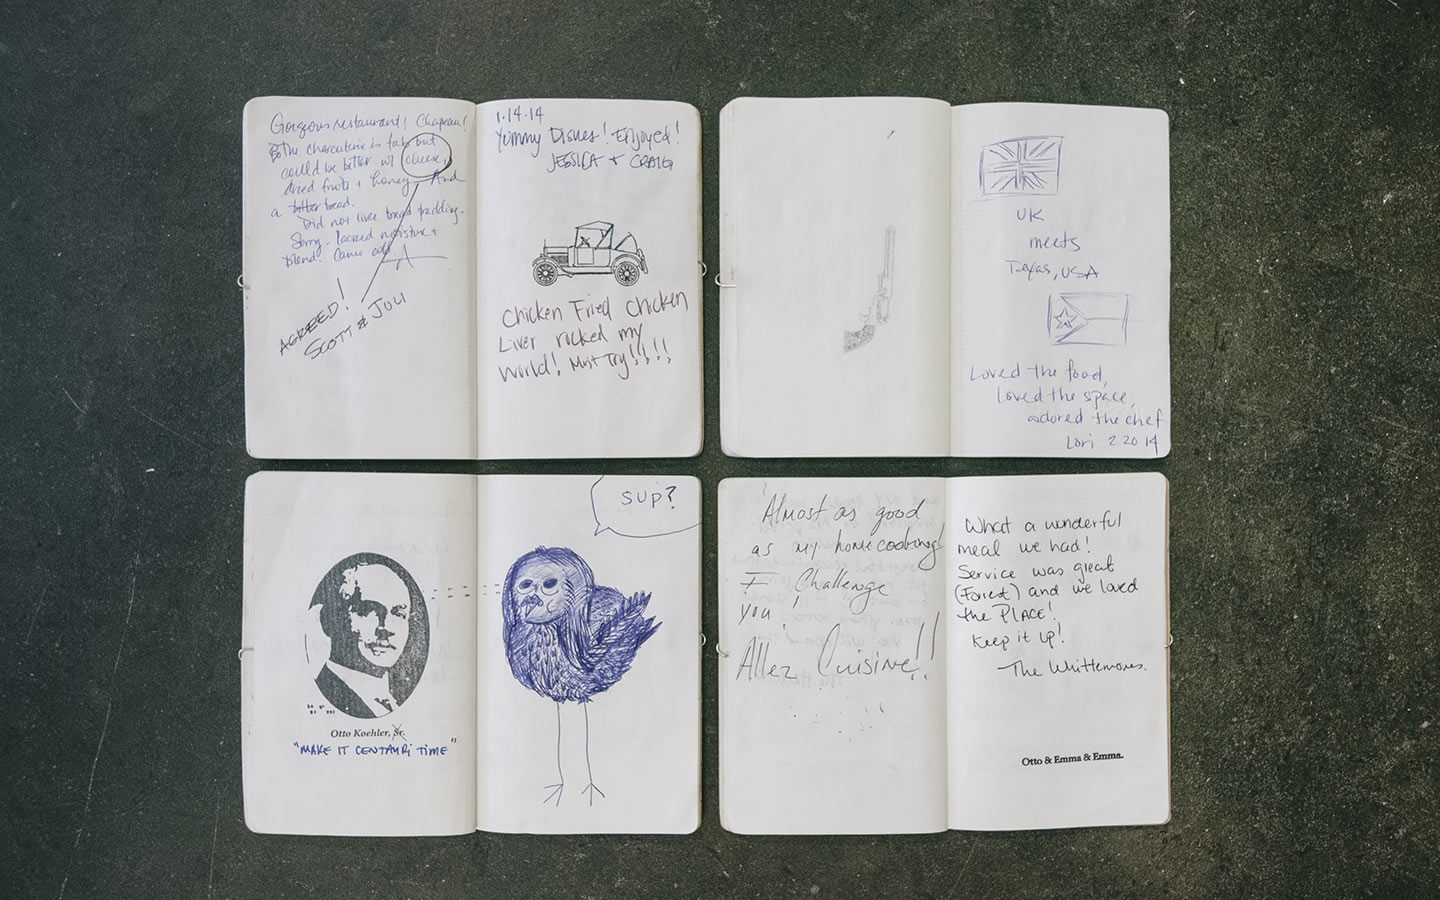 Gorgeous restaurant! Chapeau!
The charcuterie is fab but
could be better w/ cheese,
dried fruits + honey. And
a better bread.
Did not like bread pudding-
Sorry - lacked moisture +
blend. Came cold.
AGREED!
SCOTT & JULI
1.14.14
Yummy Dishes! Enjoyed!
JESSICA + CRAIG
Chicken Fried Chicken
Liver rocked my
World! Must Try!!!!
UK
meets
Texas, USA
Loved the food,
loved the space,
adored the chef
Lori. 2 20 14
Otto Koehler, Sr.
"MAKE IT CENTAURI TIME"
SUP?
Almost as good
as my home cooking!
I Challenge
you!
Allez Cuisine!!
What a wonderful
meal we had!
Service was great
(Forest) and we loved
the PLACE!
Keep it up!
The Whittemores.
Otto & Emma & Emma.